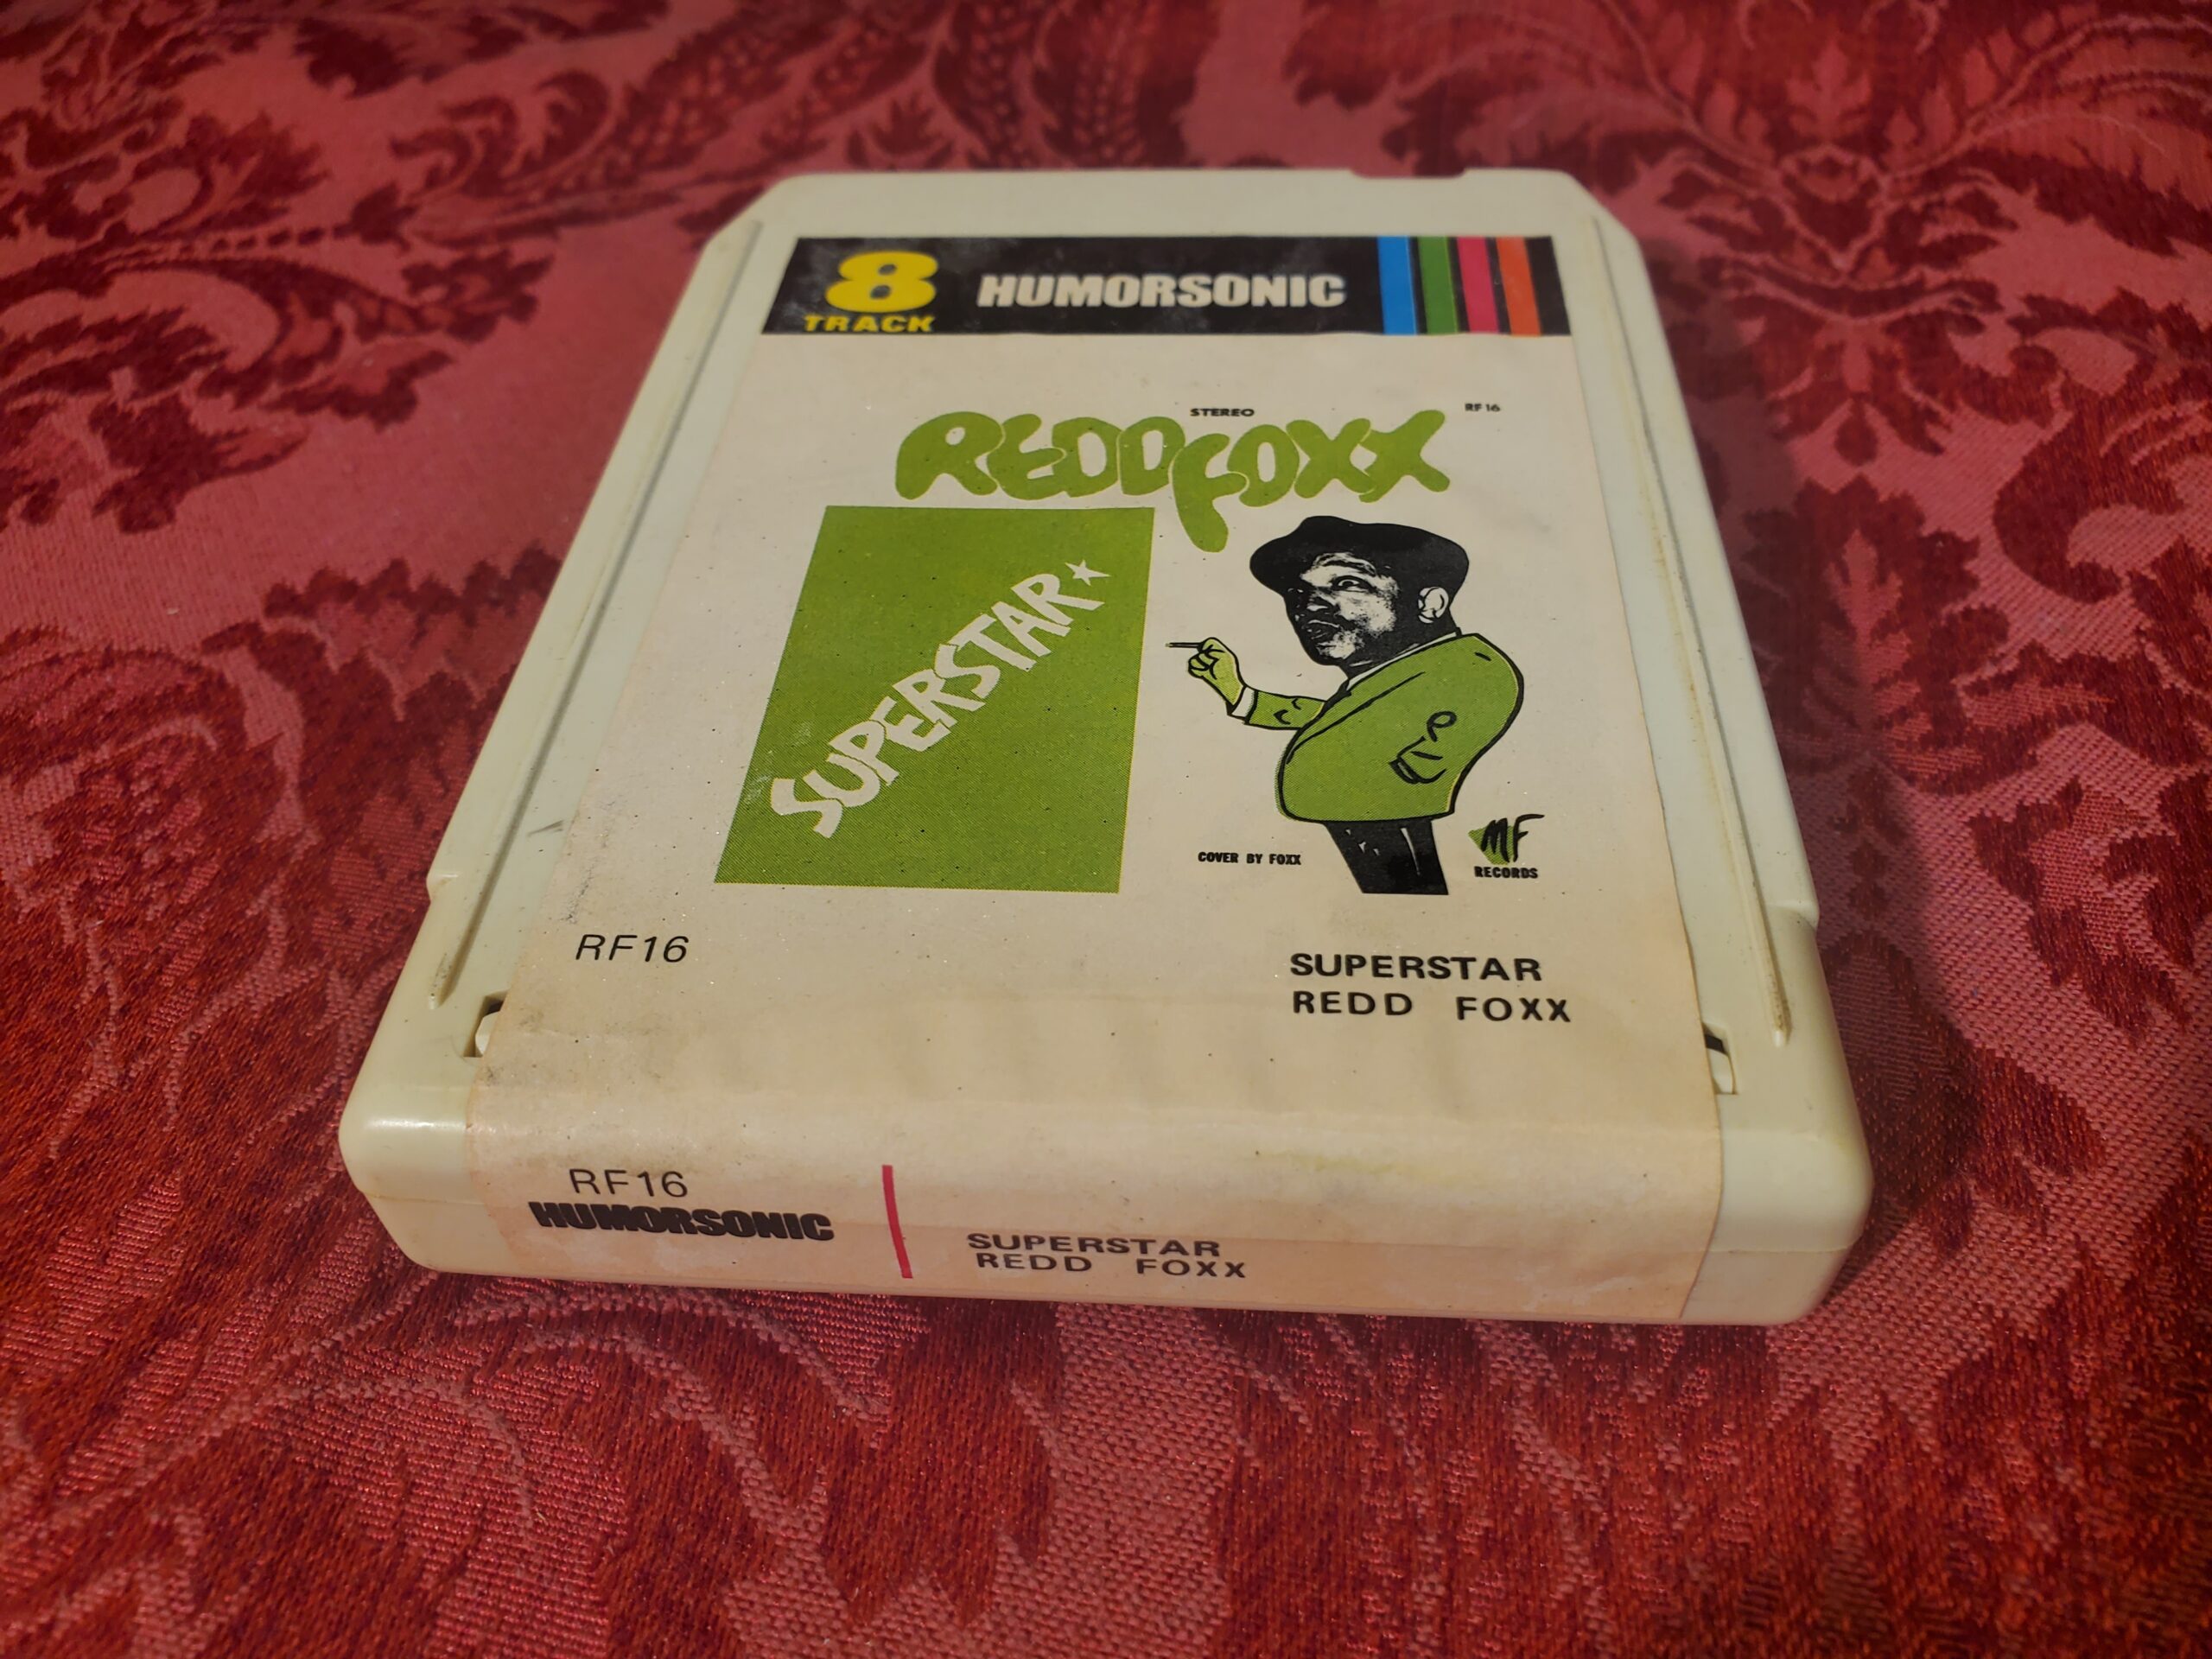 8
TRACK
HUMORSONIC
STEREO
RF 16
REDD FOXX
SUPERSTAR
COVER BY FOXX
MF
RECORDS
RF16
SUPERSTAR
REDD FOXX
RF16
HUMORSONIC
SUPERSTAR
REDD FOXX